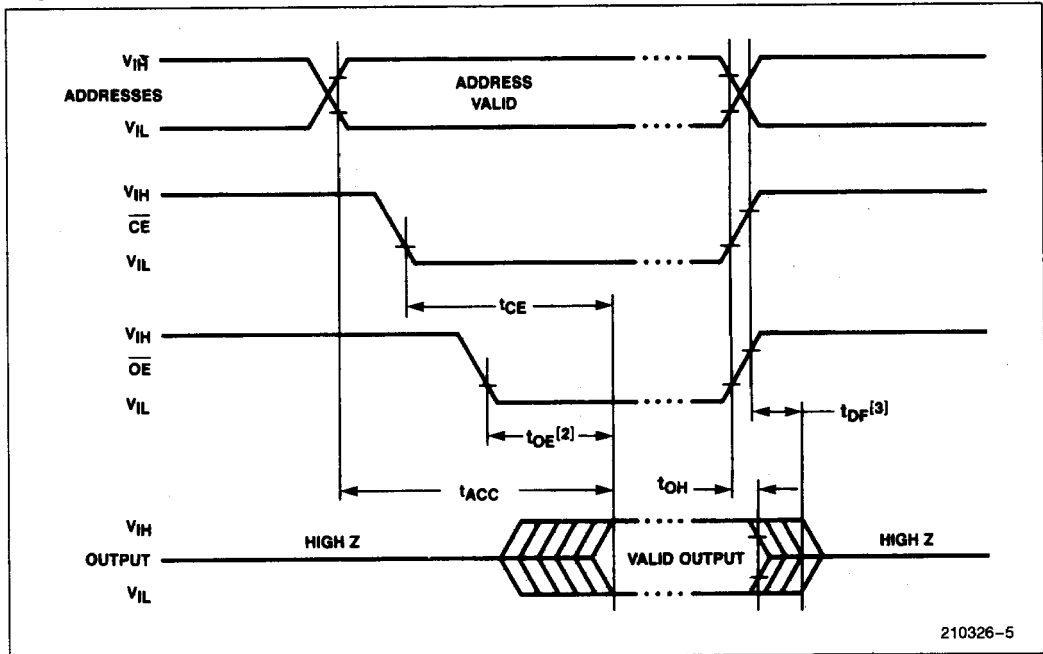 VIH
ADDRESSES
VIL
ADDRESS
VALID
VIH
CE
VIL
tCE
VIH
OE
VIL
tOE[2]
tDF[3]
tACC
tOH
VIH
OUTPUT
VIL
HIGH Z
VALID OUTPUT
HIGH Z
210326-5